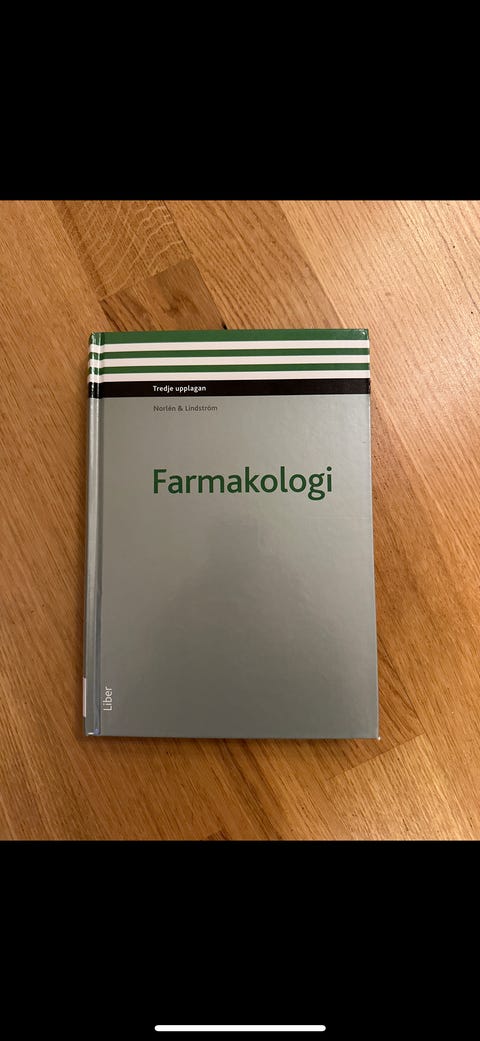 Tredje upplagan
Norlén & Lindström
Farmakologi
Liber